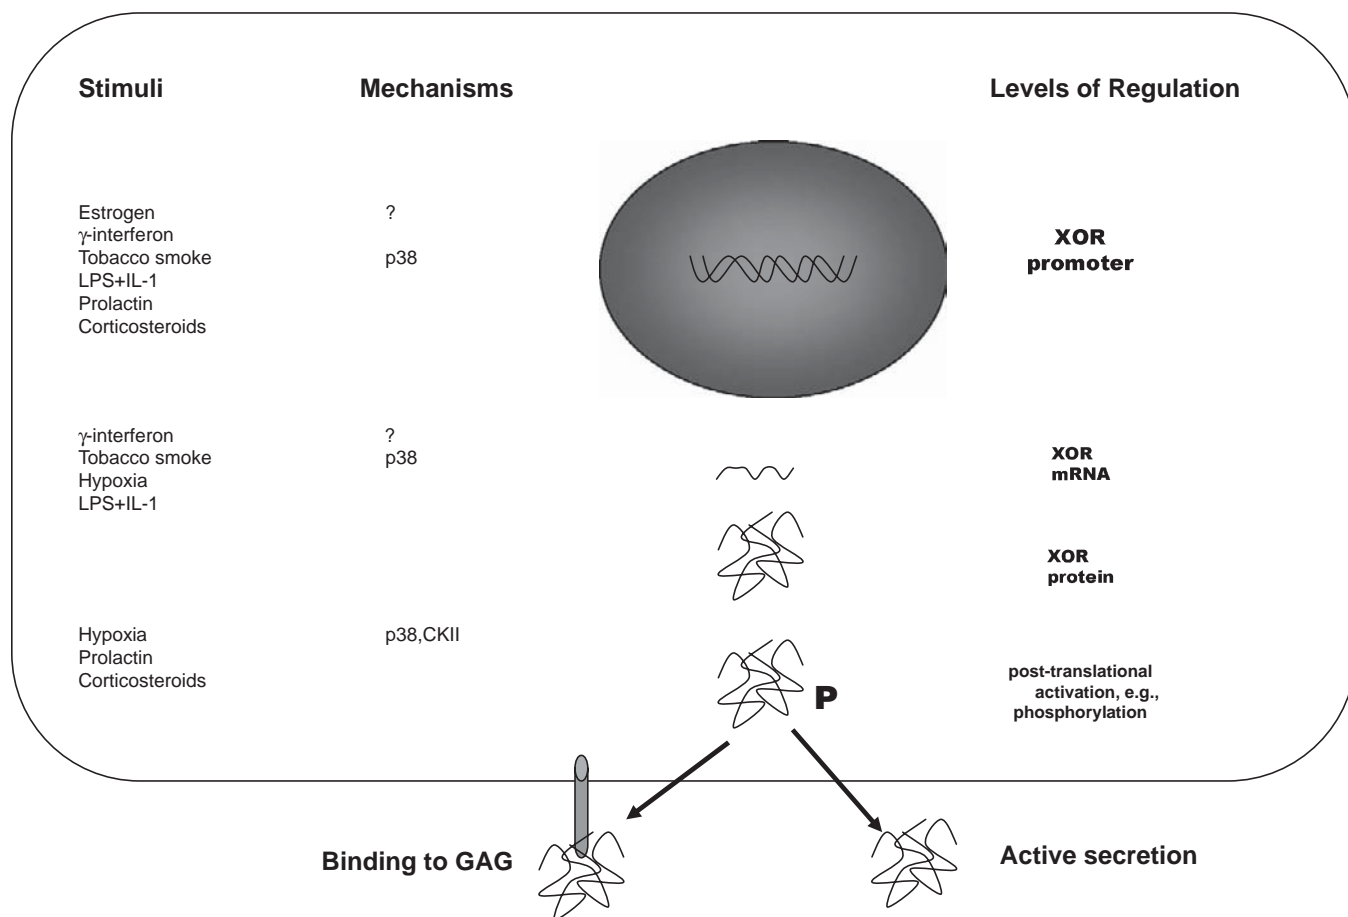 Stimuli Mechanisms Levels of Regulation
Estrogen ?
γ-interferon
Tobacco smoke p38
LPS+IL-1
Prolactin
Corticosteroids
XOR
promoter
γ-interferon ?
Tobacco smoke p38
Hypoxia
LPS+IL-1
XOR
mRNA
XOR
protein
Hypoxia p38,CKII
Prolactin
Corticosteroids
P
post-translational
activation, e.g.,
phosphorylation
Binding to GAG
Active secretion